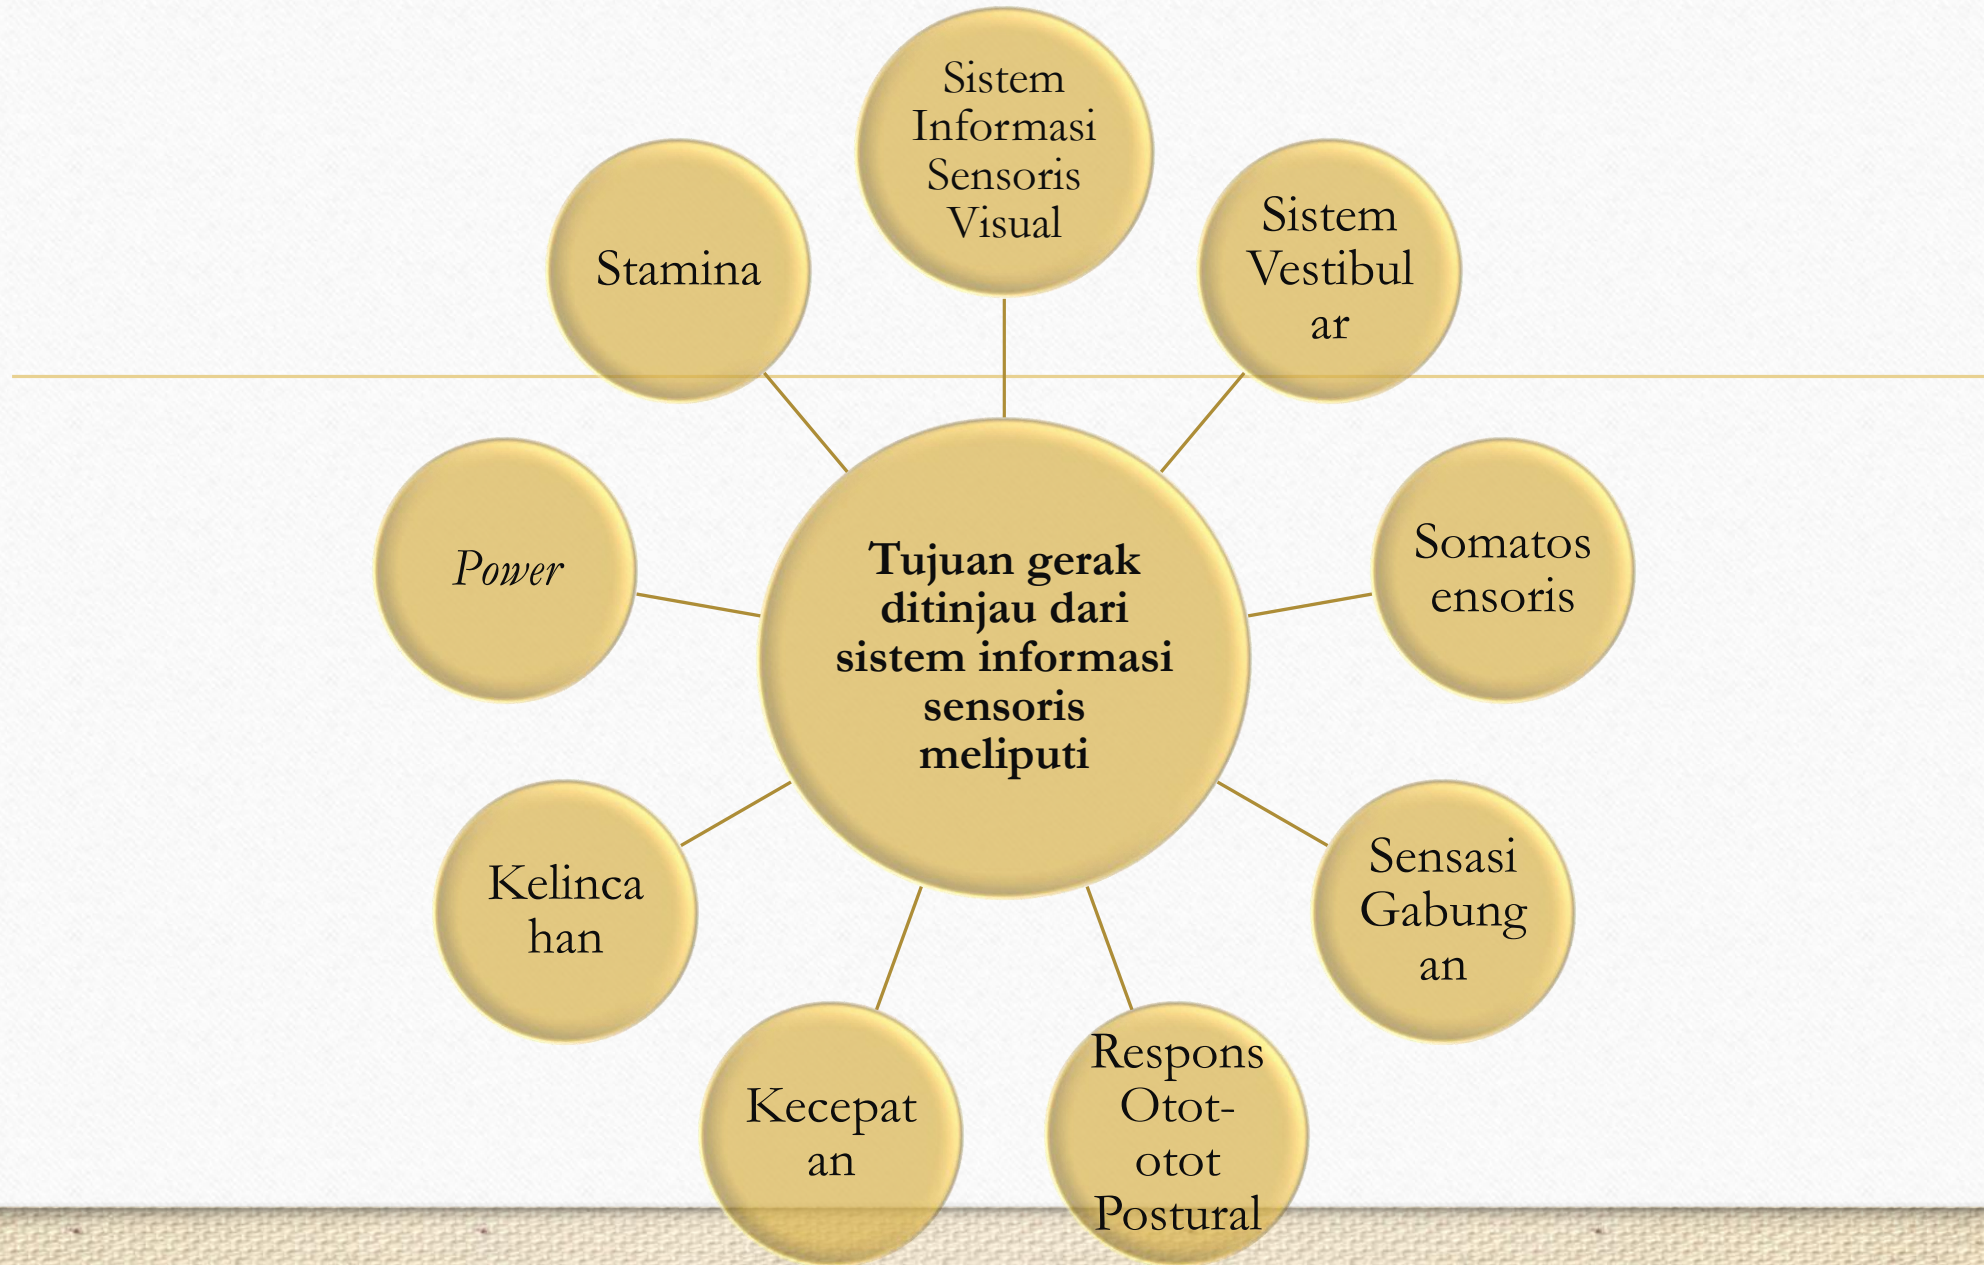 Sistem
Informasi
Sensoris
Visual
Sistem
Vestibul
ar
Somatos
ensoris
Sensasi
Gabung
an
Respons
Otot-
otot
Postural
Kecepat
an
Kelinca
han
Power
Stamina
Tujuan gerak
ditinjau dari
sistem informasi
sensoris
meliputi